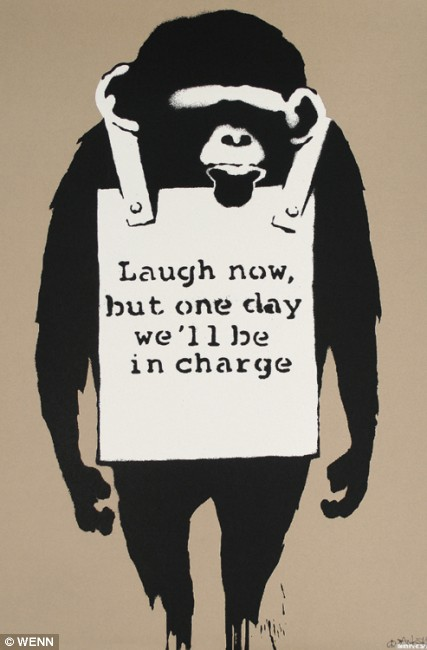 Laugh now,
but one day
we'll be
in charge
© WENN